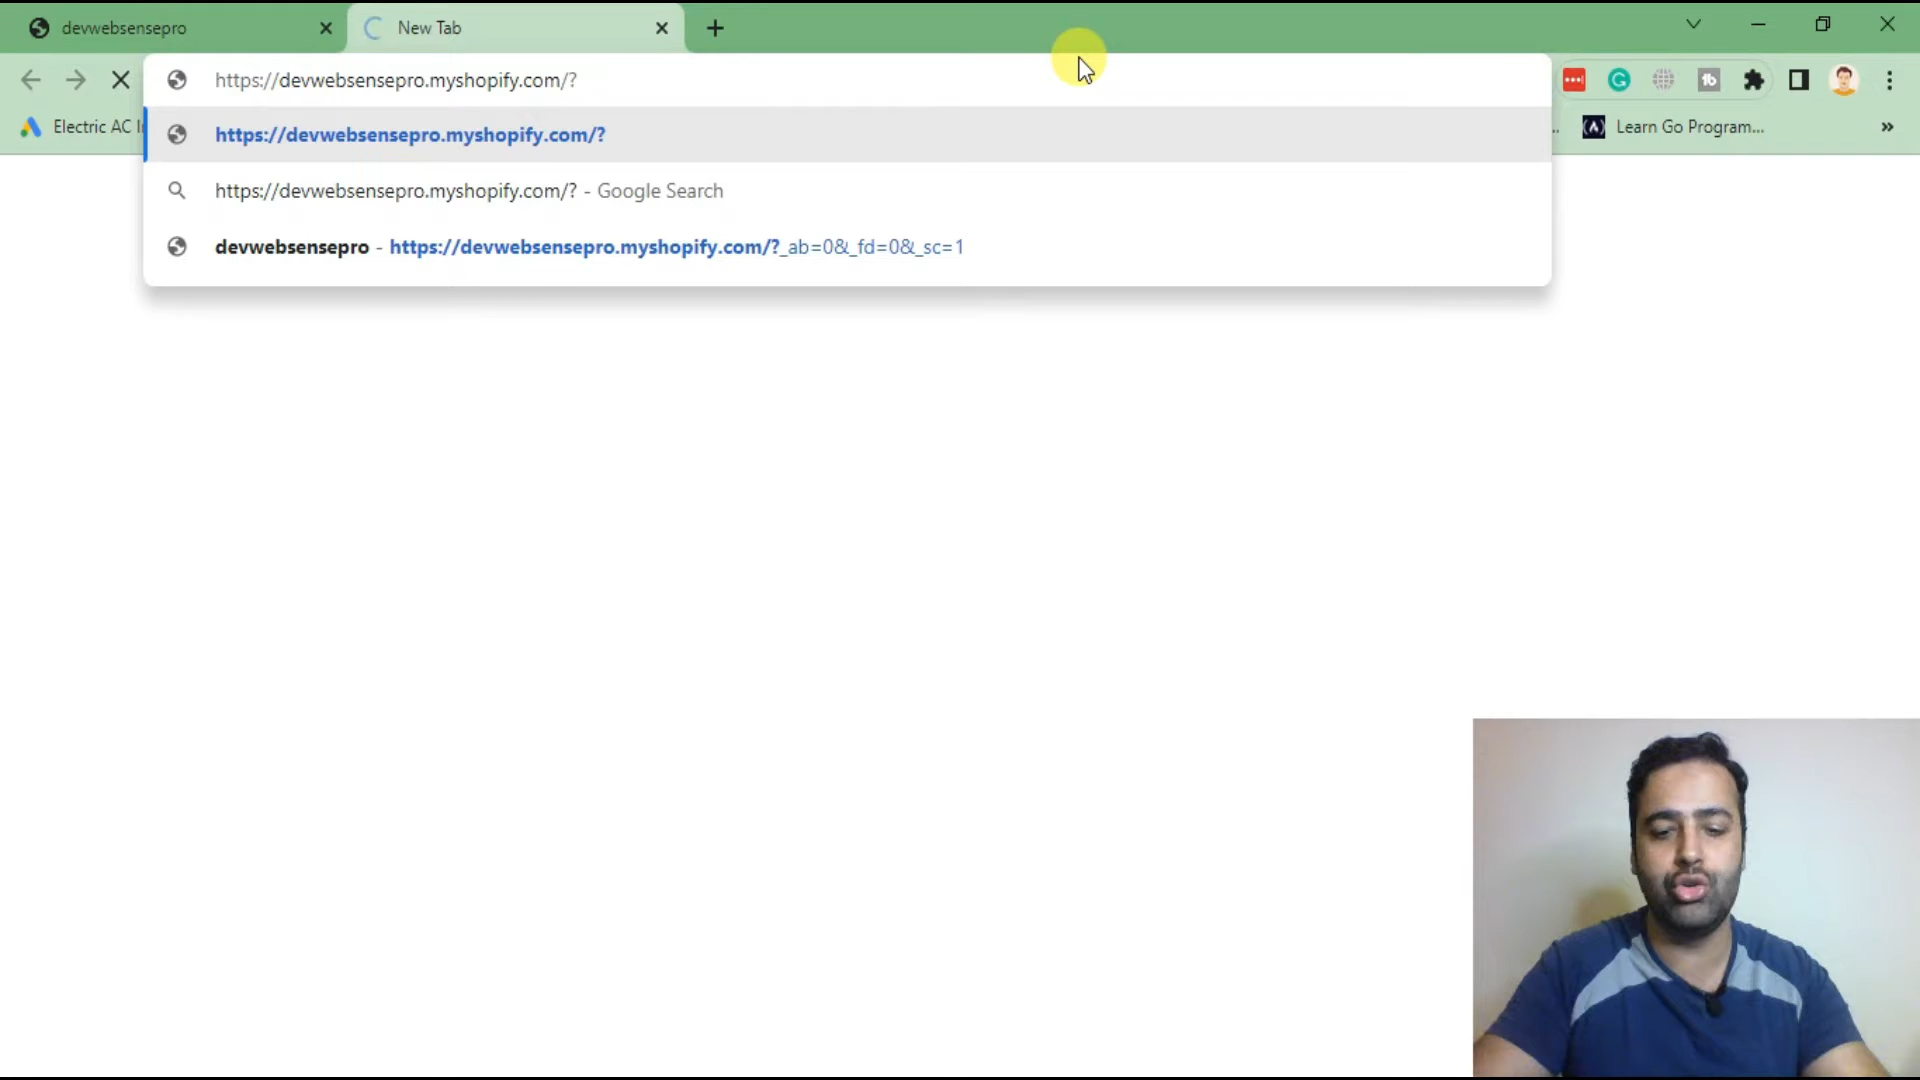 devwebsensepro
New Tab
https://devwebsensepro.myshopify.com/?
https://devwebsensepro.myshopify.com/?
https://devwebsensepro.myshopify.com/? - Google Search
devwebsensepro - https://devwebsensepro.myshopify.com/?_ab=0&_fd=0&_sc=1
Electric AC
Learn Go Program...